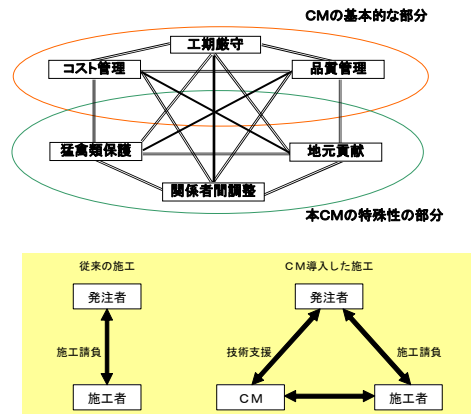 CMの基本的な部分
工期厳守
コスト管理
品質管理
猛禽類保護
地元貢献
関係者間調整
本CMの特殊性の部分
従来の施工
CM導入した施工
発注者
発注者
施工請負
技術支援
施工請負
施工者
CM
施工者